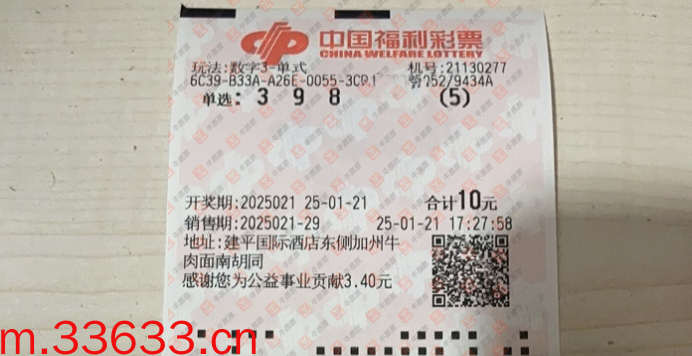 中国福利彩票
CHINA WELFARE LOTTERY
玩法:数字3-单式 机号:21130277
6C39-B33A-A26E-0055-3C 252/9434A
单选: 3 9 8 (5)
开奖期:2025021 25-01-21 合计10元
销售期:2025021-29 25-01-21 17:27:58
地址:建平国际酒店东侧加州牛
肉面南胡同
感谢您为公益事业贡献3.40元
m.33633.cn